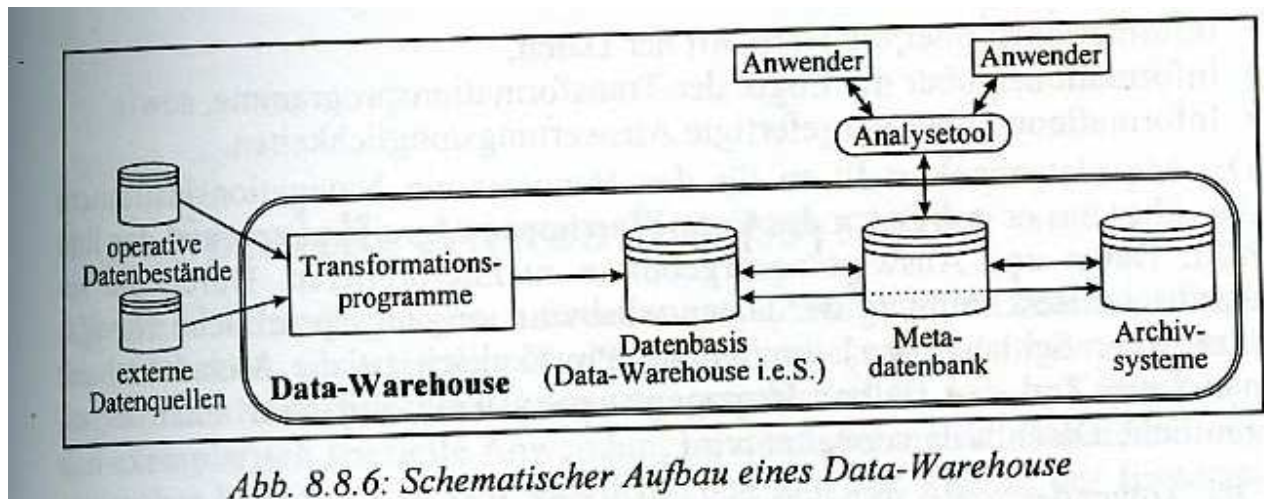 Anwender
Anwender
Analysetool
operative
Datenbestände
externe
Datenquellen
Transformations-
programme
Data-Warehouse
Datenbasis
(Data-Warehouse i.e.S.)
Meta-
datenbank
Archiv-
systeme
Abb. 8.8.6: Schematischer Aufbau eines Data-Warehouse